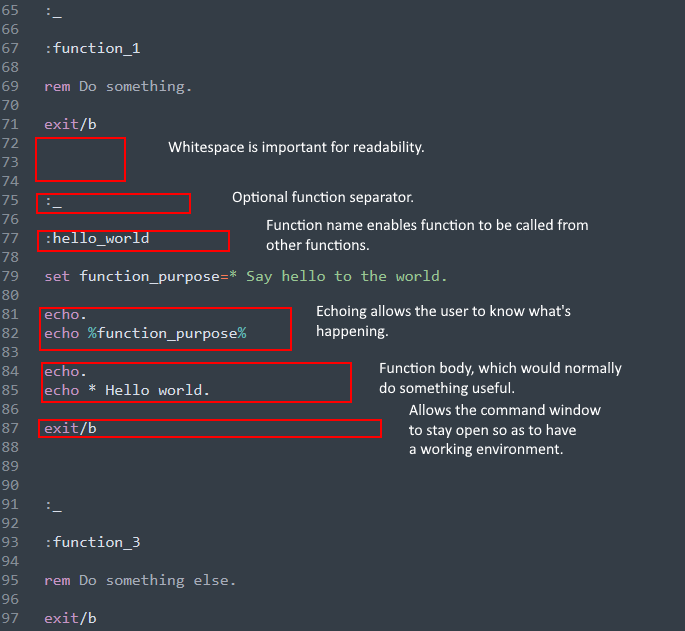 65 :_
66
67 :function_1
68
69 rem Do something.
70
71 exit/b
72 Whitespace is important for readability.
73
74
75 :_ Optional function separator.
76
77 :hello_world Function name enables function to be called from
other functions.
78
79 set function_purpose=* Say hello to the world.
80
81 echo. Echoing allows the user to know what's
82 echo %function_purpose% happening.
83
84 echo. Function body, which would normally
85 echo * Hello world. do something useful.
86 Allows the command window
87 exit/b to stay open so as to have
88 a working environment.
89
90
91 :_
92
93 :function_3
94
95 rem Do something else.
96
97 exit/b